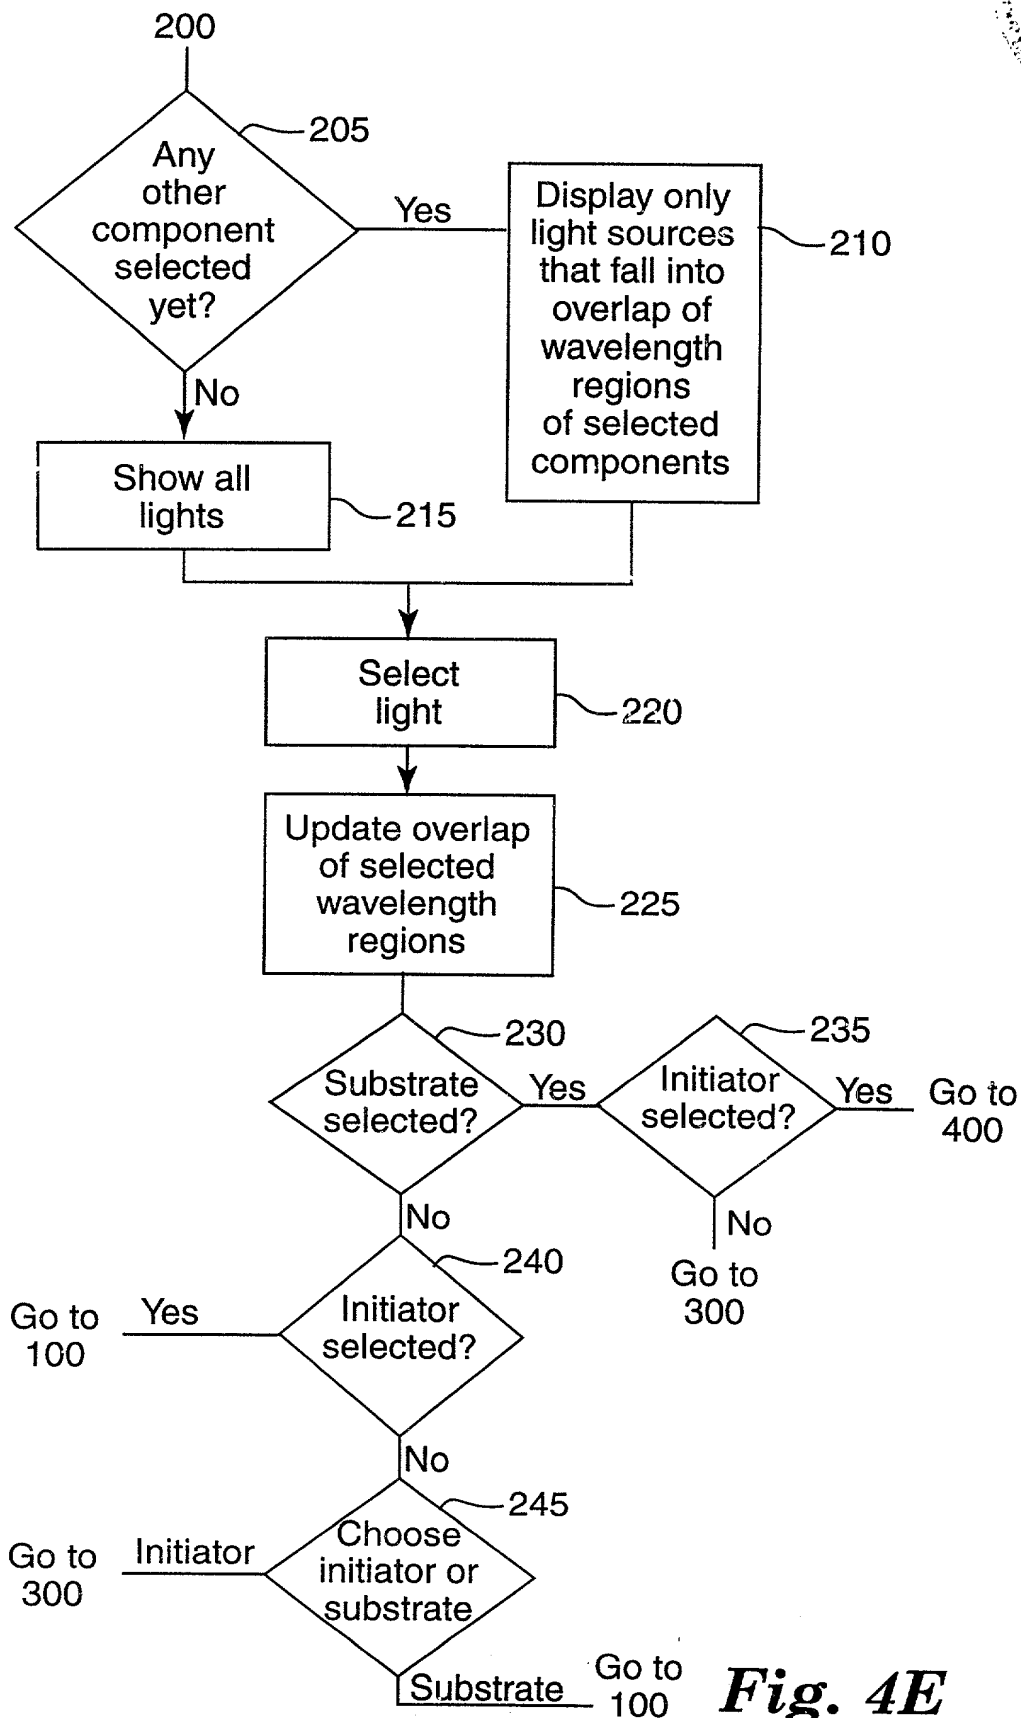 200
Any
other
component
selected
yet?
205
Yes
Display only
light sources
that fall into
overlap of
wavelength
regions
of selected
components
210
No
Show all
lights
215
Select
light
220
Update overlap
of selected
wavelength
regions
225
Substrate
selected?
230
Yes
Initiator
selected?
235
Yes
Go to
400
No
Go to
300
No
Initiator
selected?
240
Yes
Go to
100
No
Choose
initiator or
substrate
245
Initiator
Go to
300
Substrate
Go to
100
Fig. 4E